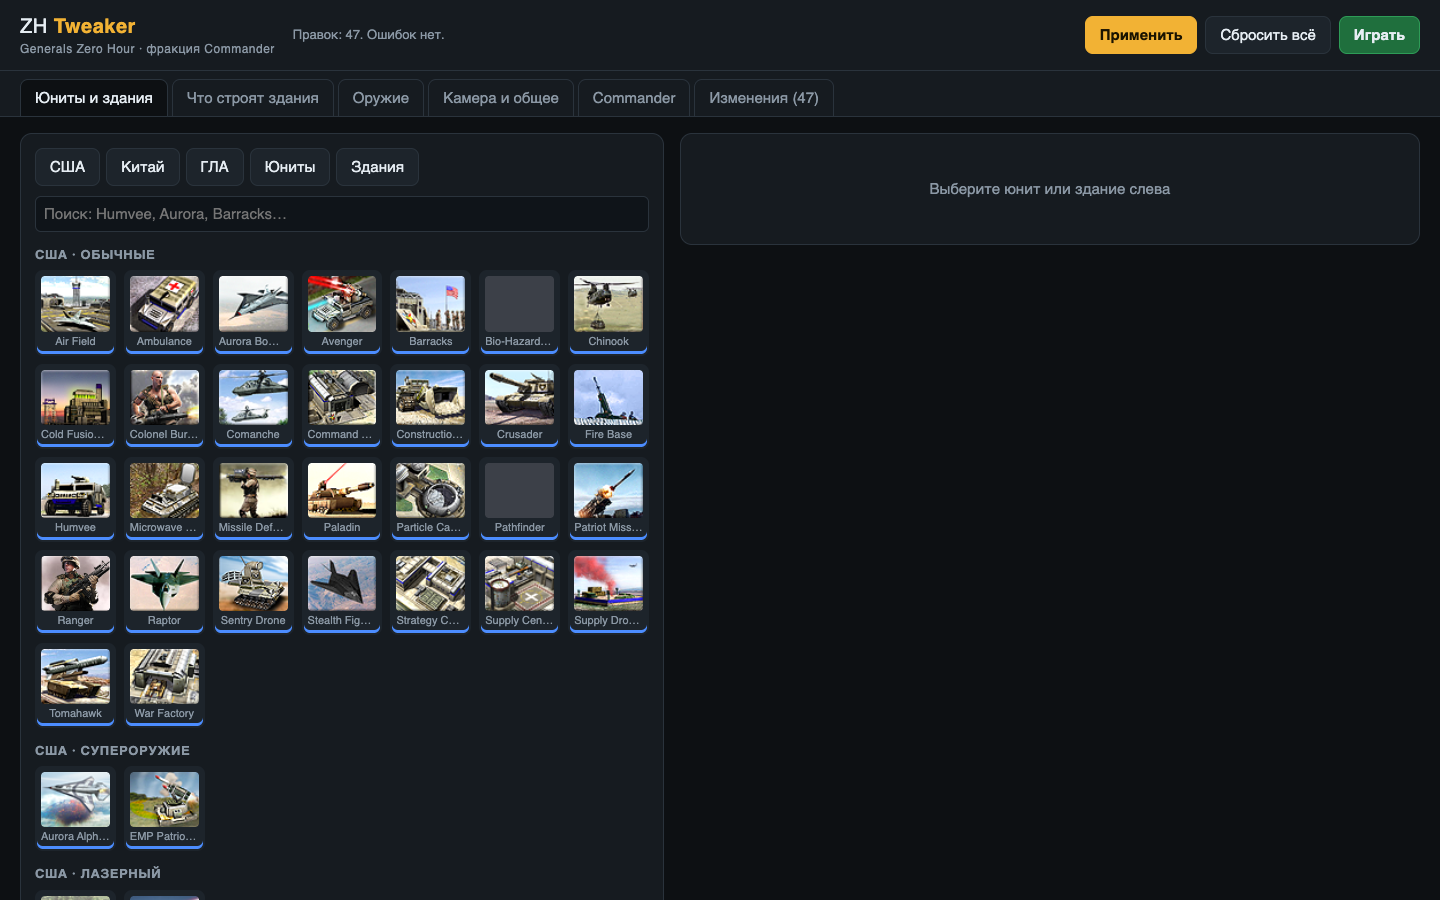 ZH Tweaker
Generals Zero Hour · фракция Commander
Правок: 47. Ошибок нет.
Применить
Сбросить всё
Играть
Юниты и здания
Что строят здания
Оружие
Камера и общее
Commander
Изменения (47)
США
Китай
ГЛА
Юниты
Здания
Поиск: Humvee, Aurora, Barracks…
Выберите юнит или здание слева
США · ОБЫЧНЫЕ
Air Field
Ambulance
Aurora Bo…
Avenger
Barracks
Bio-Hazard…
Chinook
Cold Fusio…
Colonel Bur…
Comanche
Command …
Constructio…
Crusader
Fire Base
Humvee
Microwave …
Missile Def…
Paladin
Particle Ca…
Pathfinder
Patriot Miss…
Ranger
Raptor
Sentry Drone
Stealth Fig…
Strategy C…
Supply Cen…
Supply Dro…
Tomahawk
War Factory
США · СУПЕРОРУЖИЕ
Aurora Alph…
EMP Patrio…
США · ЛАЗЕРНЫЙ